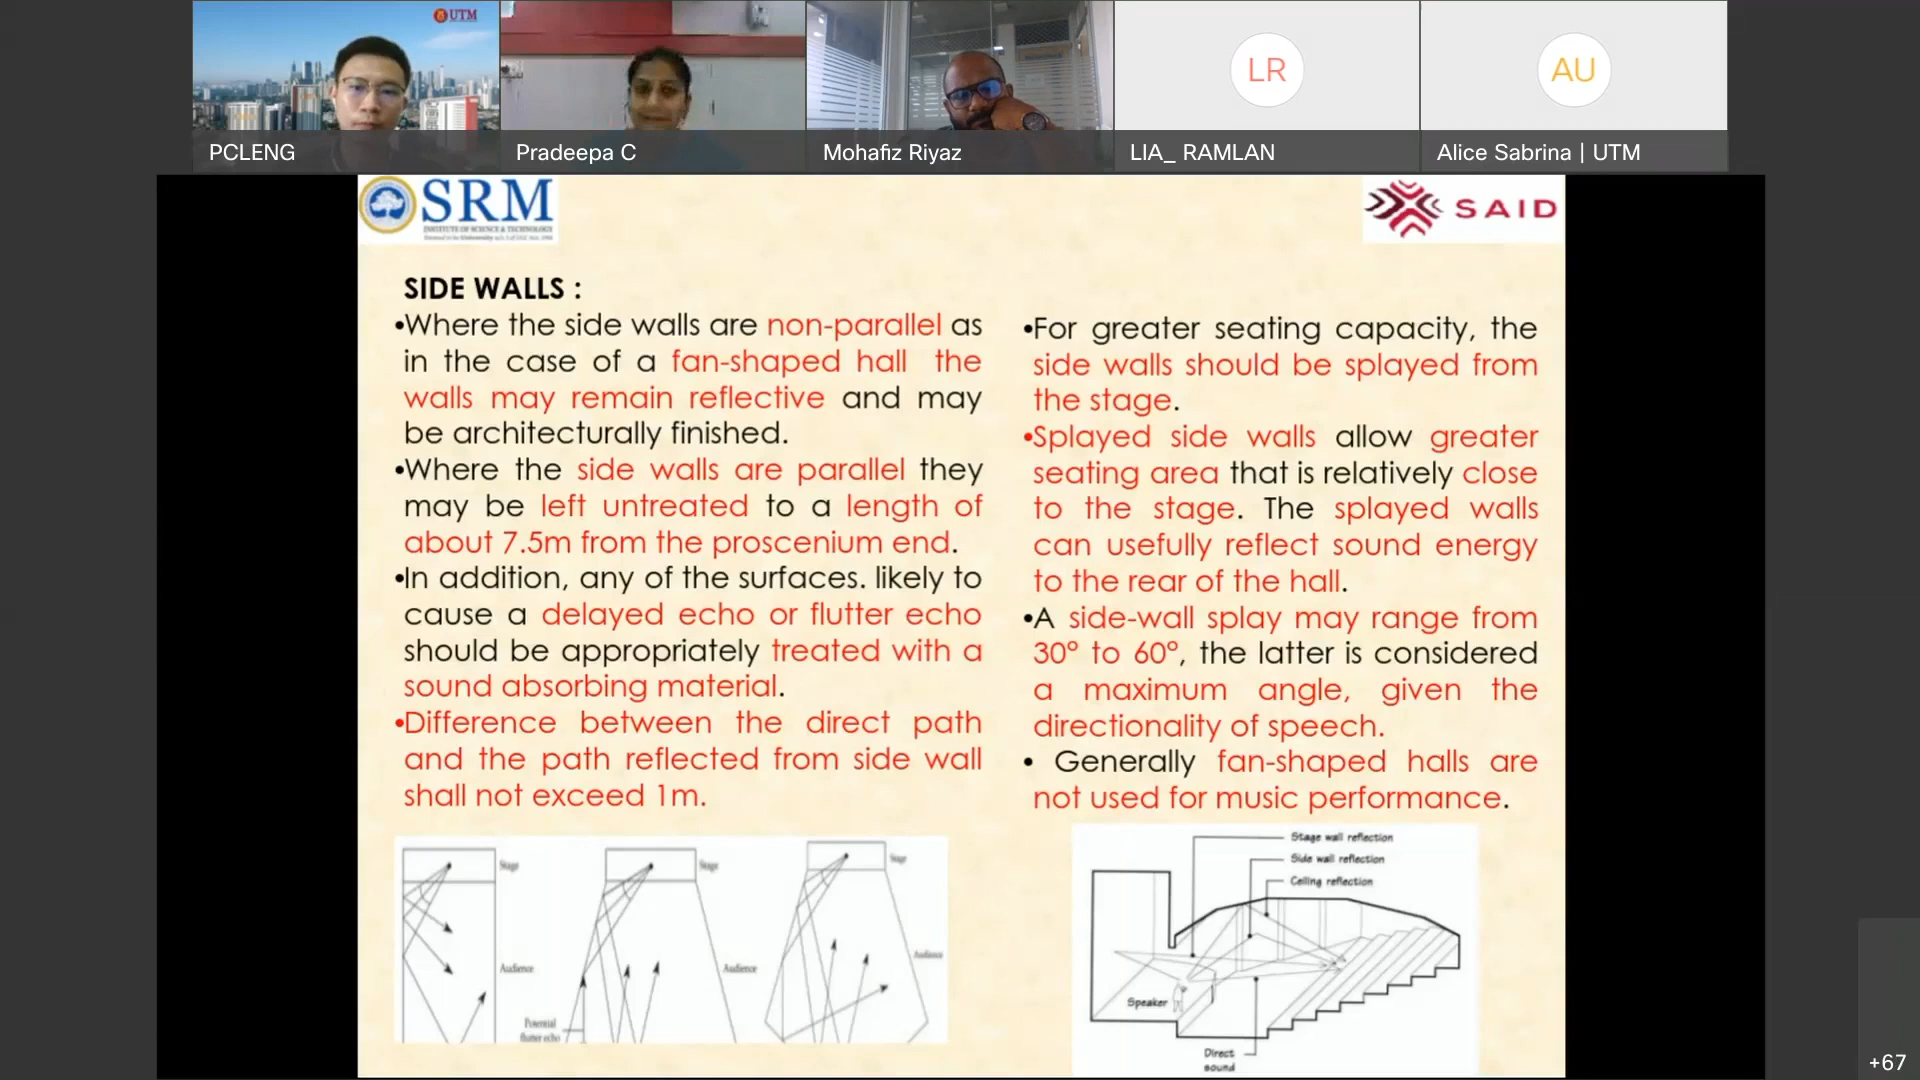 UTM
PCLENG
Pradeepa C
Mohafiz Riyaz
LR
LIA_ RAMLAN
AU
Alice Sabrina | UTM
SRM
INSTITUTE OF SCIENCE & TECHNOLOGY
SAID
SIDE WALLS :
•Where the side walls are non-parallel as
in the case of a fan-shaped hall the
walls may remain reflective and may
be architecturally finished.
•Where the side walls are parallel they
may be left untreated to a length of
about 7.5m from the proscenium end.
•In addition, any of the surfaces. likely to
cause a delayed echo or flutter echo
should be appropriately treated with a
sound absorbing material.
•Difference between the direct path
and the path reflected from side wall
shall not exceed 1m.
•For greater seating capacity, the
side walls should be splayed from
the stage.
•Splayed side walls allow greater
seating area that is relatively close
to the stage. The splayed walls
can usefully reflect sound energy
to the rear of the hall.
•A side-wall splay may range from
30° to 60°, the latter is considered
a maximum angle, given the
directionality of speech.
• Generally fan-shaped halls are
not used for music performance.
Stage
Audience
Stage
Audience
Potential
flutter echo
Stage
Audience
Stage wall reflection
Side wall reflection
Ceiling reflection
Speaker
Direct
sound
+67